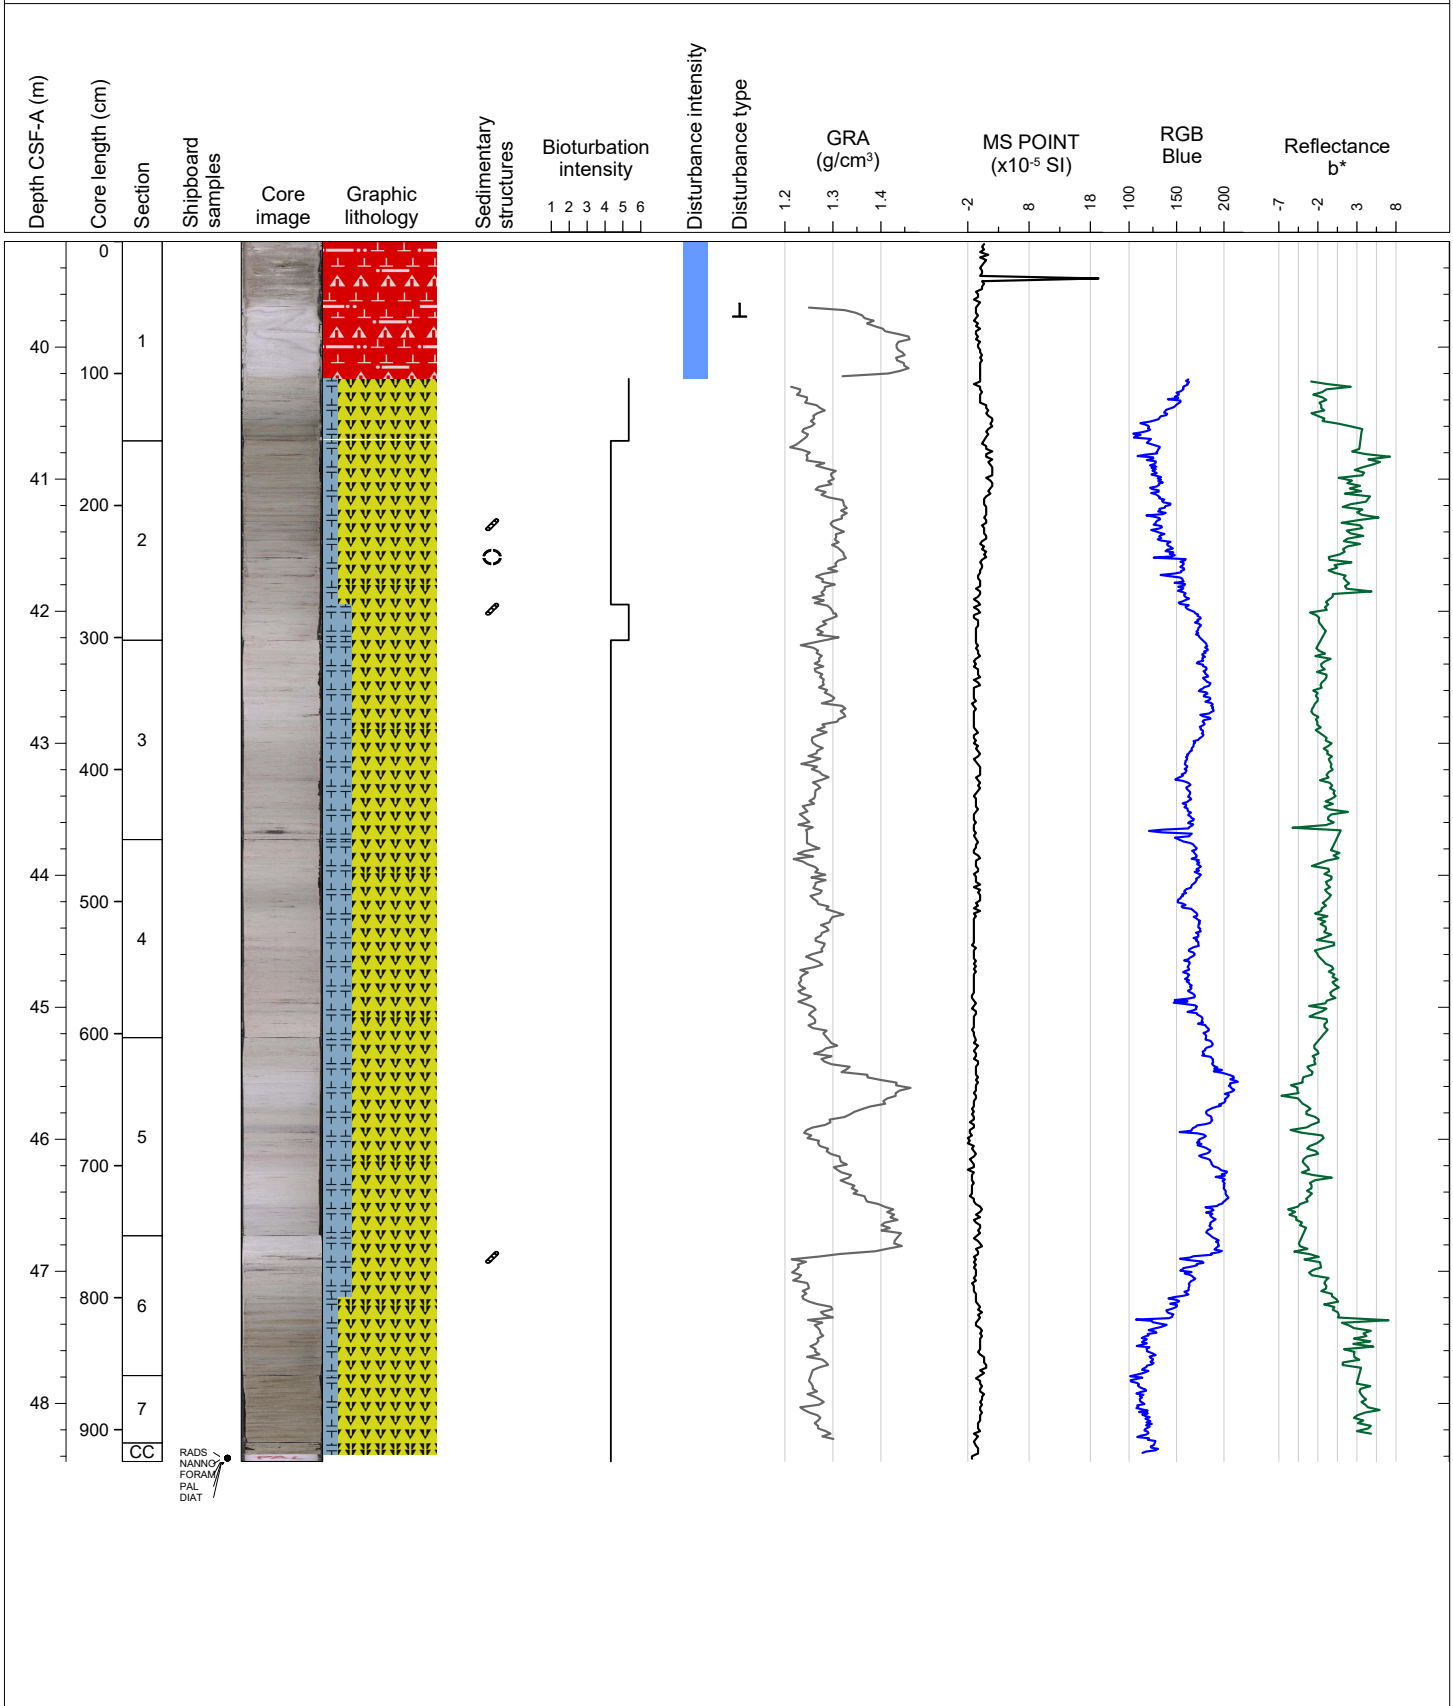 Depth CSF-A (m)
Core length (cm)
Section
Shipboard
samples
Core
image
Graphic
lithology
Sedimentary
structures
Bioturbation
intensity
1 2 3 4 5 6
Disturbance intensity
Disturbance type
GRA
(g/cm³)
1.2 1.3 1.4
MS POINT
(x10⁻⁵ SI)
-2 8 18
RGB
Blue
100 150 200
Reflectance
b*
-7 -2 3 8
0
1
40
100
41
200
2
42
300
3
43
400
44
500
4
45
600
5
46
700
47
800
6
48
7
900
CC
RADS
NANNO
FORAM
PAL
DIAT